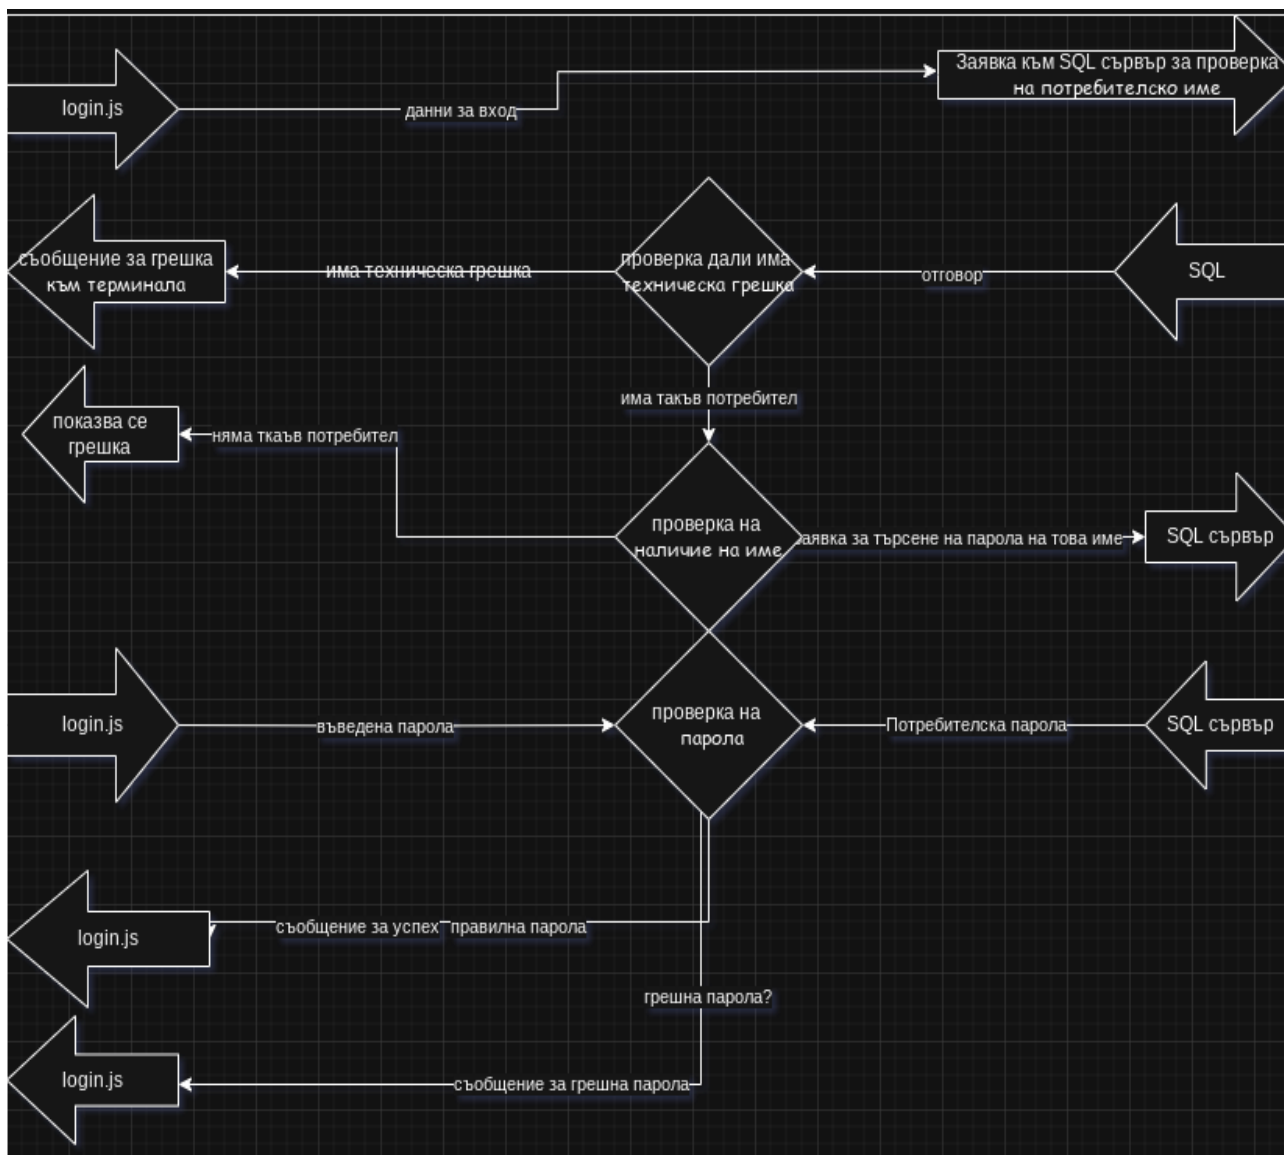 login.js
данни за вход
Заявка към SQL сървър за проверка
на потребителско име
съобщение за грешка
към терминала
има техническа грешка
проверка дали има
техническа грешка
отговор
SQL
има такъв потребител
показва се
грешка
няма ткаъв потребител
проверка на
наличие на име
аявка за търсене на парола на това име
SQL сървър
login.js
въведена парола
проверка на
парола
Потребителска парола
SQL сървър
login.js
съобщение за успех
правилна парола
грешна парола?
login.js
съобщение за грешна парола